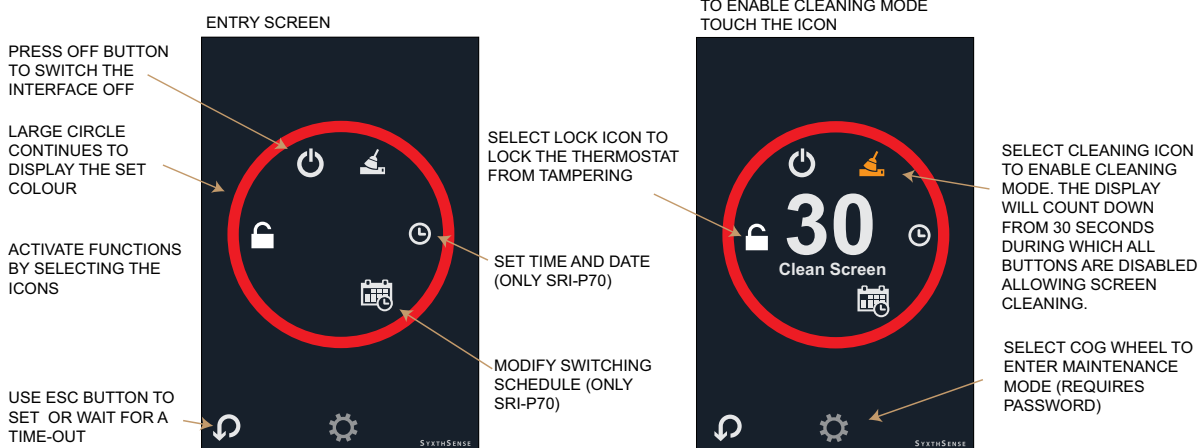 ENTRY SCREEN
PRESS OFF BUTTON
TO SWITCH THE
INTERFACE OFF
LARGE CIRCLE
CONTINUES TO
DISPLAY THE SET
COLOUR
ACTIVATE FUNCTIONS
BY SELECTING THE
ICONS
USE ESC BUTTON TO
SET OR WAIT FOR A
TIME-OUT
SYXTHSENSE
SELECT LOCK ICON TO
LOCK THE THERMOSTAT
FROM TAMPERING
SET TIME AND DATE
(ONLY SRI-P70)
MODIFY SWITCHING
SCHEDULE (ONLY
SRI-P70)
TO ENABLE CLEANING MODE
TOUCH THE ICON
30
Clean Screen
SYXTHSENSE
SELECT CLEANING ICON
TO ENABLE CLEANING
MODE. THE DISPLAY
WILL COUNT DOWN
FROM 30 SECONDS
DURING WHICH ALL
BUTTONS ARE DISABLED
ALLOWING SCREEN
CLEANING.
SELECT COG WHEEL TO
ENTER MAINTENANCE
MODE (REQUIRES
PASSWORD)